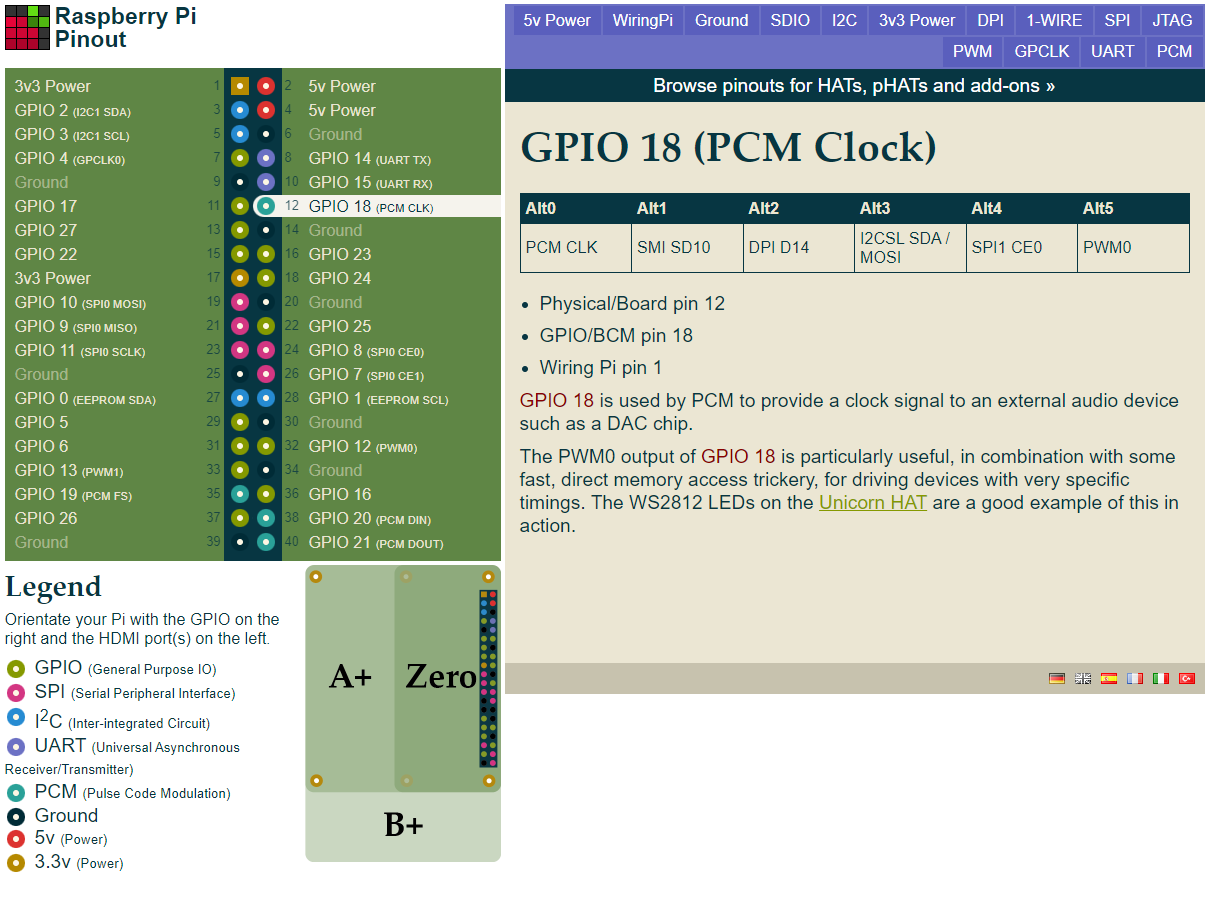 Raspberry Pi
Pinout
5v Power WiringPi Ground SDIO I2C 3v3 Power DPI 1-WIRE SPI JTAG
PWM GPCLK UART PCM
Browse pinouts for HATs, pHATs and add-ons »
3v3 Power 1 2 5v Power
GPIO 2 (I2C1 SDA) 3 4 5v Power
GPIO 3 (I2C1 SCL) 5 6 Ground
GPIO 4 (GPCLK0) 7 8 GPIO 14 (UART TX)
Ground 9 10 GPIO 15 (UART RX)
GPIO 17 11 12 GPIO 18 (PCM CLK)
GPIO 27 13 14 Ground
GPIO 22 15 16 GPIO 23
3v3 Power 17 18 GPIO 24
GPIO 10 (SPI0 MOSI) 19 20 Ground
GPIO 9 (SPI0 MISO) 21 22 GPIO 25
GPIO 11 (SPI0 SCLK) 23 24 GPIO 8 (SPI0 CE0)
Ground 25 26 GPIO 7 (SPI0 CE1)
GPIO 0 (EEPROM SDA) 27 28 GPIO 1 (EEPROM SCL)
GPIO 5 29 30 Ground
GPIO 6 31 32 GPIO 12 (PWM0)
GPIO 13 (PWM1) 33 34 Ground
GPIO 19 (PCM FS) 35 36 GPIO 16
GPIO 26 37 38 GPIO 20 (PCM DIN)
Ground 39 40 GPIO 21 (PCM DOUT)
Legend
Orientate your Pi with the GPIO on the
right and the HDMI port(s) on the left.
GPIO (General Purpose IO)
SPI (Serial Peripheral Interface)
I2C (Inter-integrated Circuit)
UART (Universal Asynchronous
Receiver/Transmitter)
PCM (Pulse Code Modulation)
Ground
5v (Power)
3.3v (Power)
A+ Zero
B+
GPIO 18 (PCM Clock)
Alt0 Alt1 Alt2 Alt3 Alt4 Alt5
PCM CLK SMI SD10 DPI D14 I2CSL SDA / MOSI SPI1 CE0 PWM0
• Physical/Board pin 12
• GPIO/BCM pin 18
• Wiring Pi pin 1
GPIO 18 is used by PCM to provide a clock signal to an external audio device
such as a DAC chip.
The PWM0 output of GPIO 18 is particularly useful, in combination with some
fast, direct memory access trickery, for driving devices with very specific
timings. The WS2812 LEDs on the Unicorn HAT are a good example of this in
action.